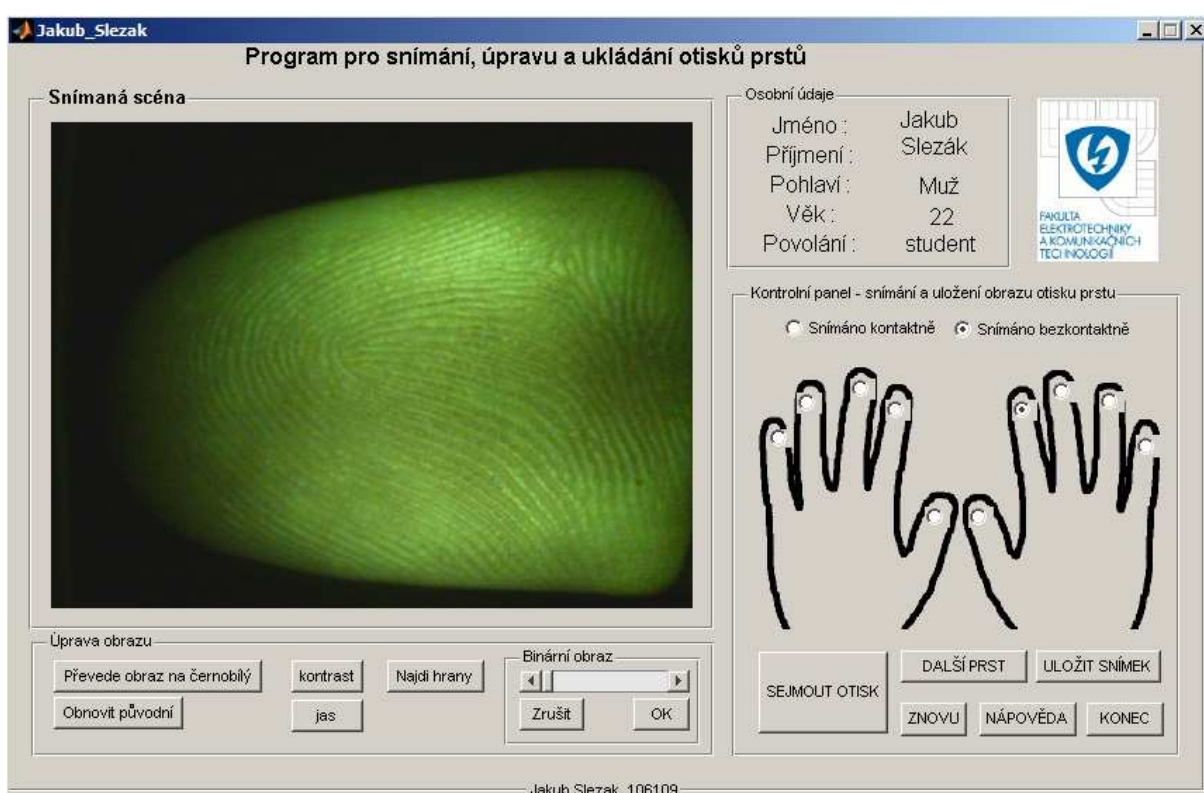 Jakub_Slezak
Program pro snímání, úpravu a ukládání otisků prstů
Snímaná scéna
Osobní údaje
Jméno : Jakub
Příjmení : Slezák
Pohlaví : Muž
Věk : 22
Povolání : student
FAKULTA
ELEKTROTECHNIKY
A KOMUNIKAČNÍCH
TECHNOLOGIÍ
Kontrolní panel - snímání a uložení obrazu otisku prstu
Snímáno kontaktně Snímáno bezkontaktně
Úprava obrazu
Převede obraz na černobílý
kontrast
Najdi hrany
Obnovit původní
jas
Binární obraz
Zrušit
OK
SEJMOUT OTISK
DALŠÍ PRST
ULOŽIT SNÍMEK
ZNOVU
NÁPOVĚDA
KONEC
Jakub Slezak 106109